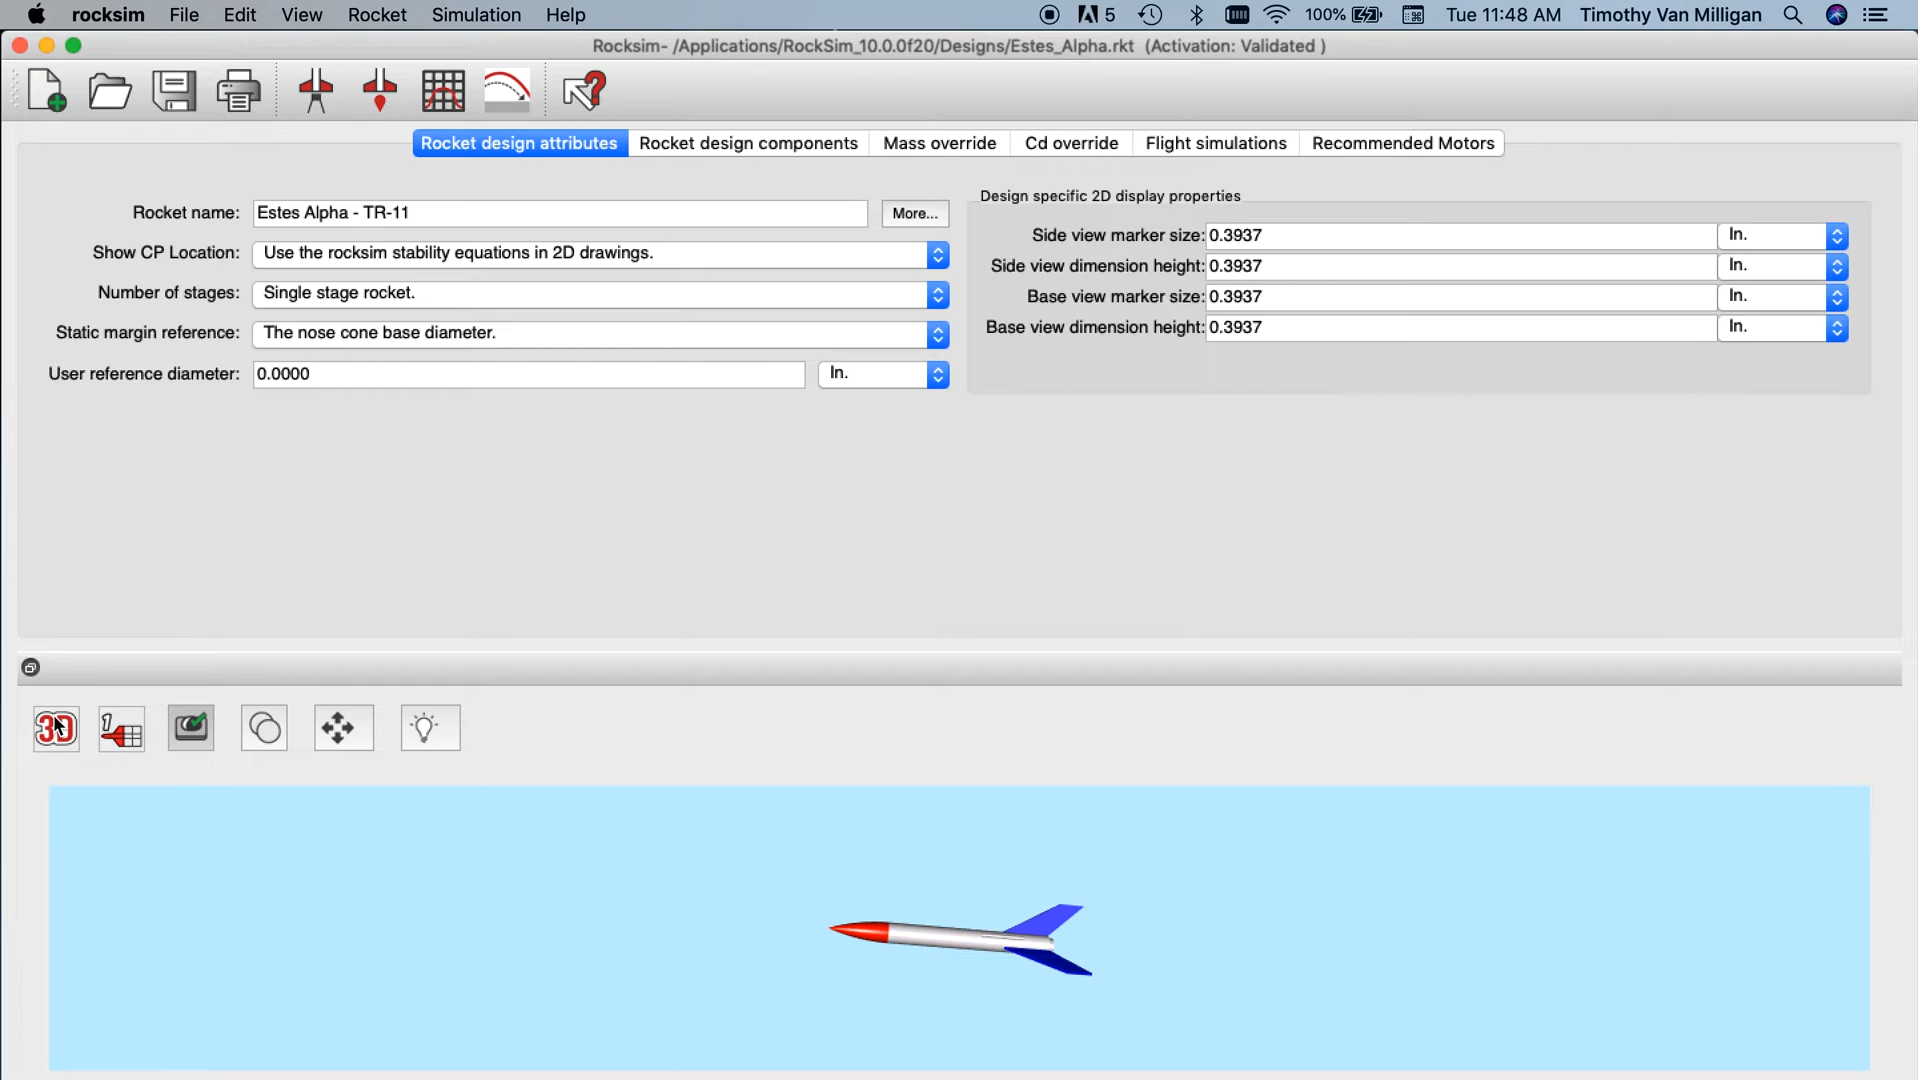 rocksim File Edit View Rocket Simulation Help 5 100% Tue 11:48 AM Timothy Van Milligan
Rocksim- /Applications/RockSim_10.0.0f20/Designs/Estes_Alpha.rkt (Activation: Validated )
Rocket design attributes Rocket design components Mass override Cd override Flight simulations Recommended Motors
Rocket name: Estes Alpha - TR-11 More...
Show CP Location: Use the rocksim stability equations in 2D drawings.
Number of stages: Single stage rocket.
Static margin reference: The nose cone base diameter.
User reference diameter: 0.0000 In.
Design specific 2D display properties
Side view marker size: 0.3937 In.
Side view dimension height: 0.3937 In.
Base view marker size: 0.3937 In.
Base view dimension height: 0.3937 In.
3D 1